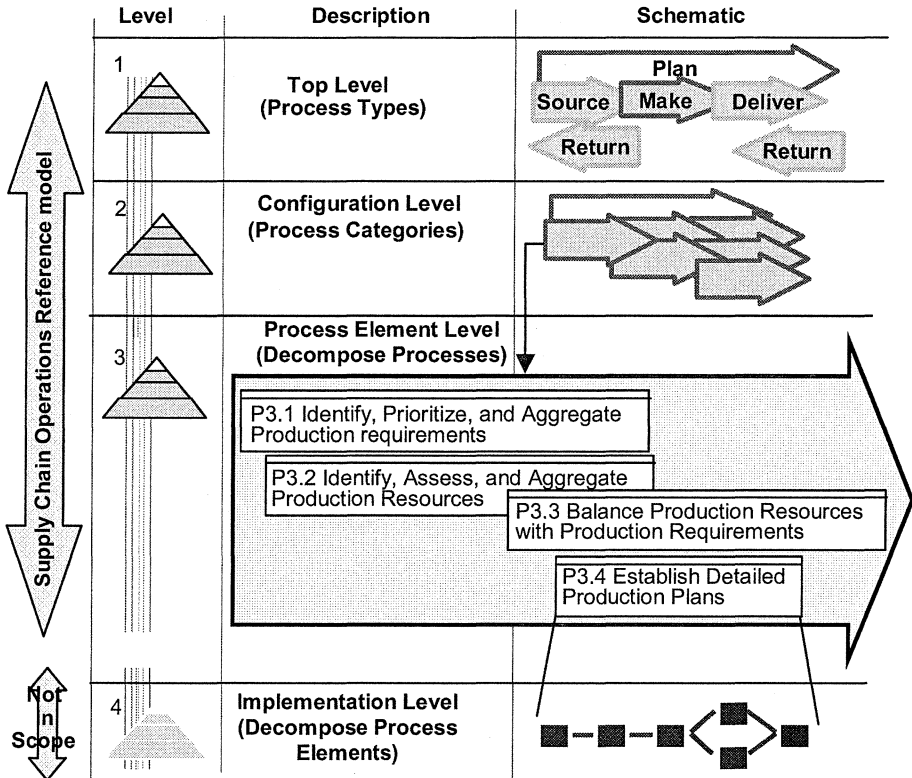 Level
Description
Schematic
Supply Chain Operations Reference model
1
Top Level
(Process Types)
Plan
Source
Make
Deliver
Return
Return
2
Configuration Level
(Process Categories)
3
Process Element Level
(Decompose Processes)
P3.1 Identify, Prioritize, and Aggregate
Production requirements
P3.2 Identify, Assess, and Aggregate
Production Resources
P3.3 Balance Production Resources
with Production Requirements
P3.4 Establish Detailed
Production Plans
Not
n
Scope
4
Implementation Level
(Decompose Process
Elements)